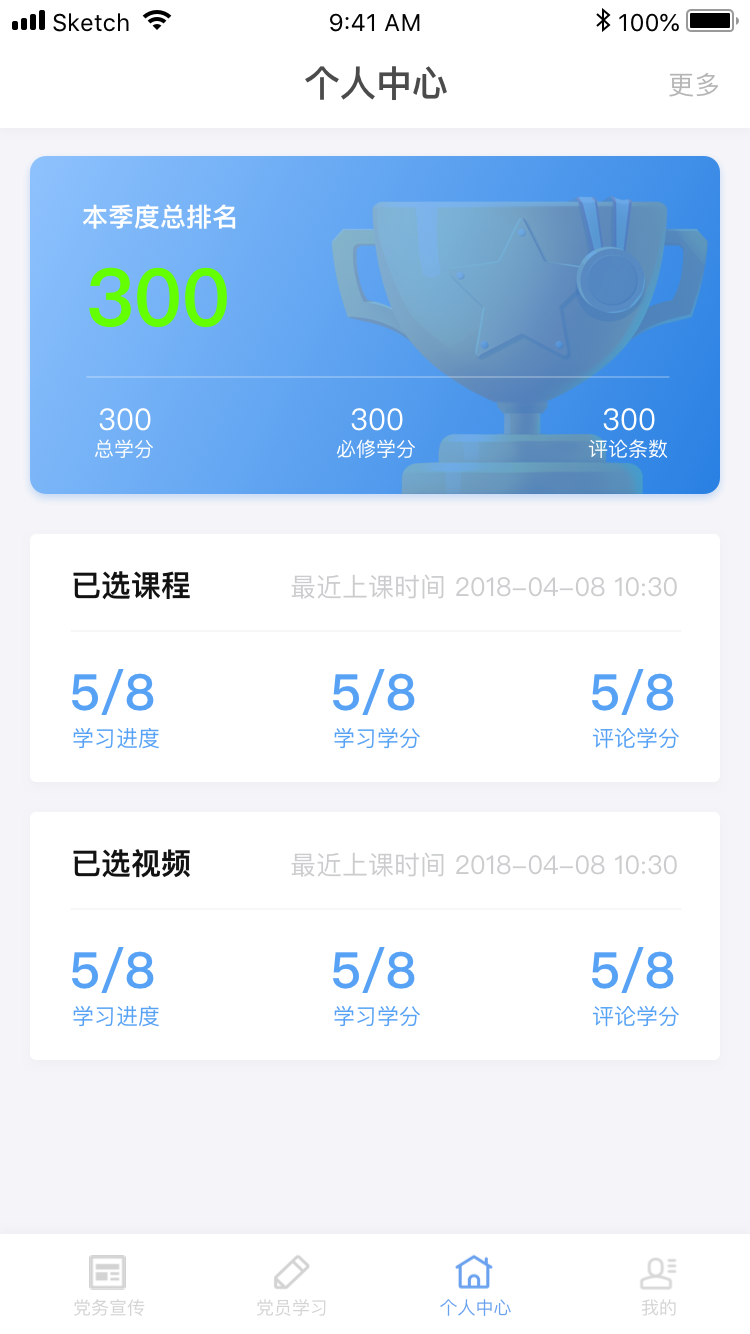 Sketch 9:41 AM 100%
个人中心 更多
本季度总排名
300
300 300 300
总学分 必修学分 评论条数
已选课程 最近上课时间 2018-04-08 10:30
5/8 5/8 5/8
学习进度 学习学分 评论学分
已选视频 最近上课时间 2018-04-08 10:30
5/8 5/8 5/8
学习进度 学习学分 评论学分
党务宣传 党员学习 个人中心 我的